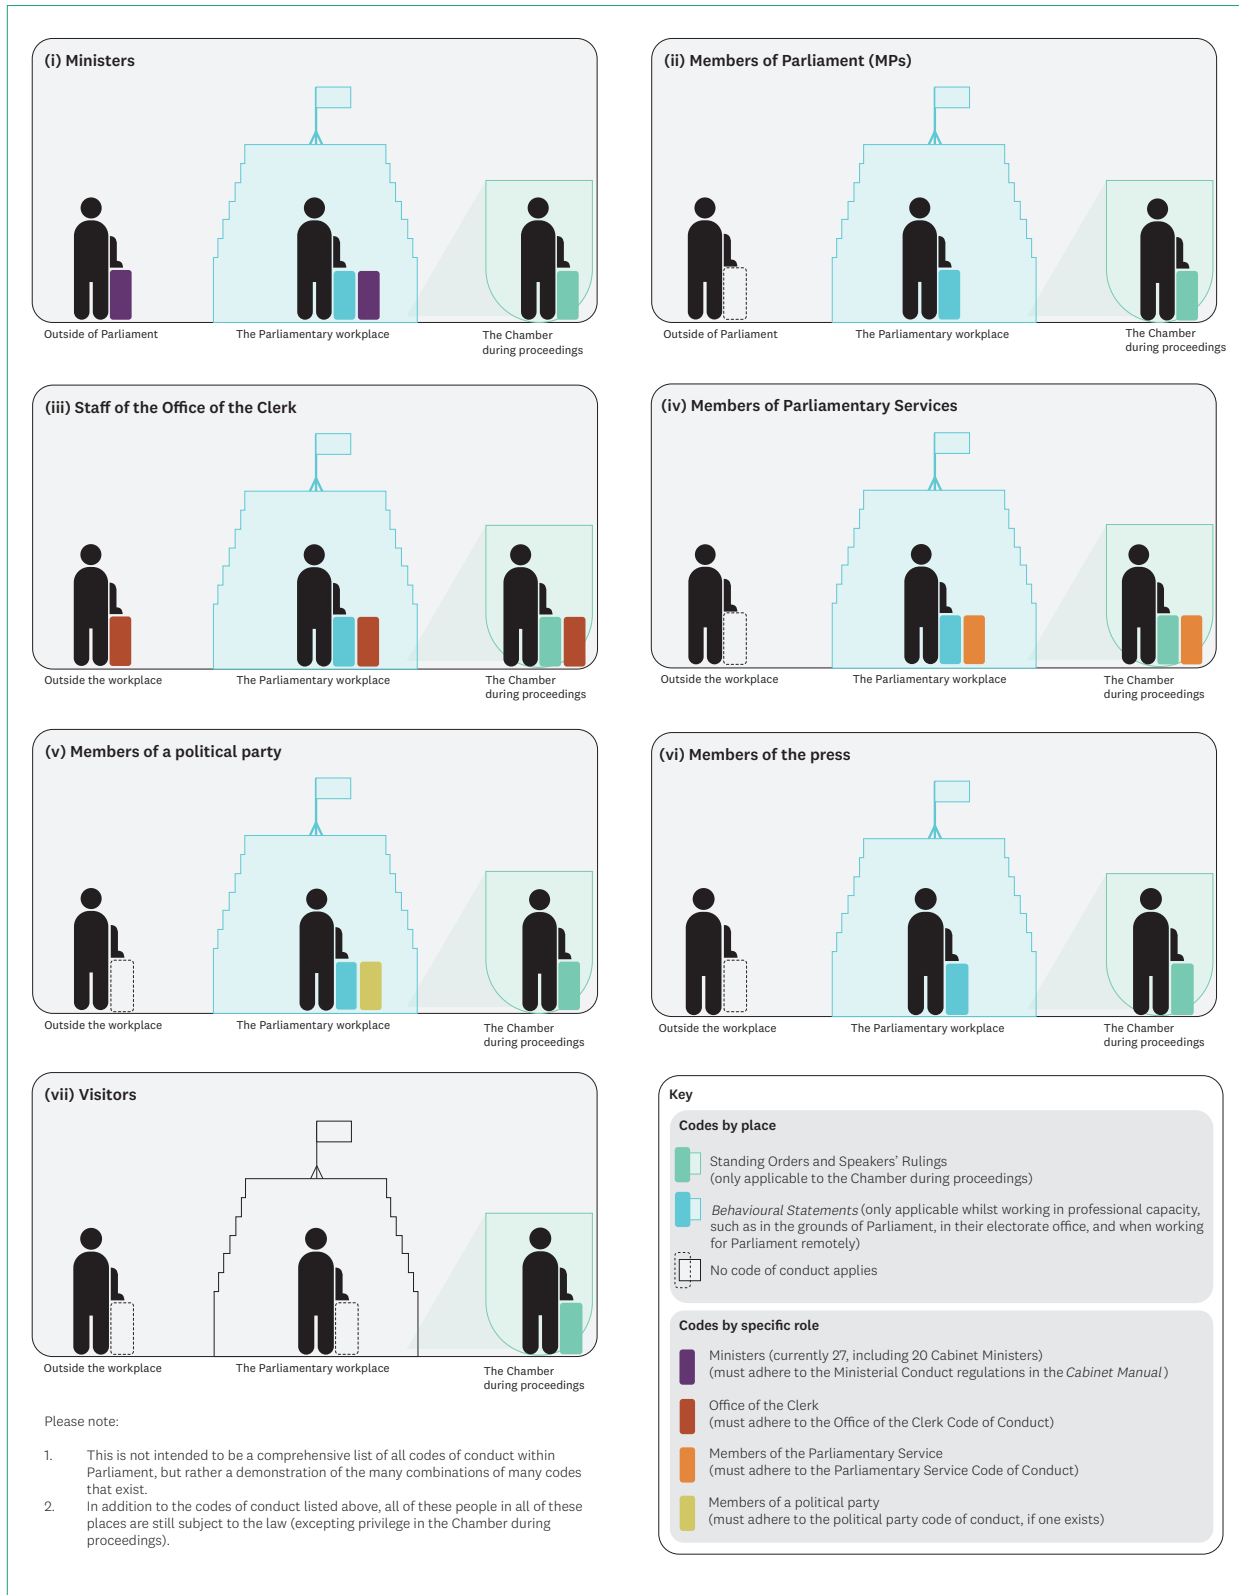 (i) Ministers
Outside of Parliament
The Parliamentary workplace
The Chamber
during proceedings
(ii) Members of Parliament (MPs)
Outside of Parliament
The Parliamentary workplace
The Chamber
during proceedings
(iii) Staff of the Office of the Clerk
Outside the workplace
The Parliamentary workplace
The Chamber
during proceedings
(iv) Members of Parliamentary Services
Outside the workplace
The Parliamentary workplace
The Chamber
during proceedings
(v) Members of a political party
Outside the workplace
The Parliamentary workplace
The Chamber
during proceedings
(vi) Members of the press
Outside the workplace
The Parliamentary workplace
The Chamber
during proceedings
(vii) Visitors
Outside the workplace
The Parliamentary workplace
The Chamber
during proceedings
Please note:
1. This is not intended to be a comprehensive list of all codes of conduct within
Parliament, but rather a demonstration of the many combinations of many codes
that exist.
2. In addition to the codes of conduct listed above, all of these people in all of these
places are still subject to the law (excepting privilege in the Chamber during
proceedings).
Key
Codes by place
Standing Orders and Speakers' Rulings
(only applicable to the Chamber during proceedings)
Behavioural Statements (only applicable whilst working in professional capacity,
such as in the grounds of Parliament, in their electorate office, and when working
for Parliament remotely)
No code of conduct applies
Codes by specific role
Ministers (currently 27, including 20 Cabinet Ministers)
(must adhere to the Ministerial Conduct regulations in the Cabinet Manual)
Office of the Clerk
(must adhere to the Office of the Clerk Code of Conduct)
Members of the Parliamentary Service
(must adhere to the Parliamentary Service Code of Conduct)
Members of a political party
(must adhere to the political party code of conduct, if one exists)